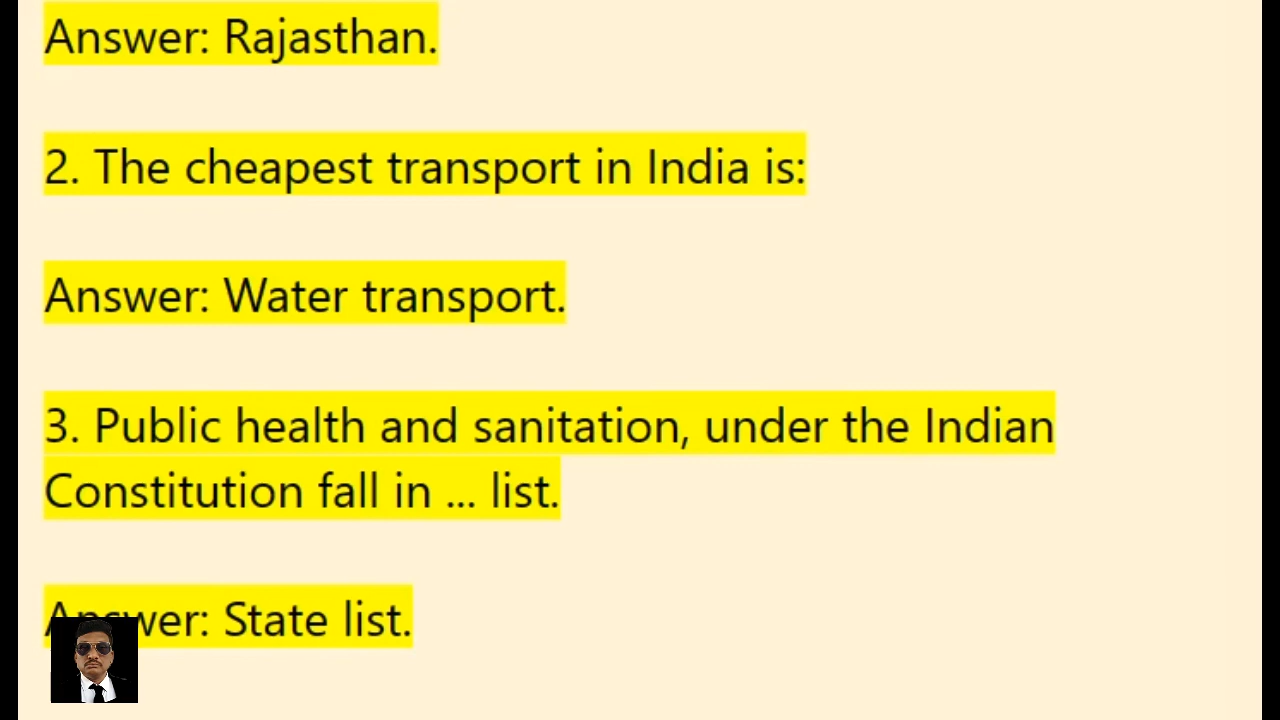 Answer: Rajasthan.
2. The cheapest transport in India is:
Answer: Water transport.
3. Public health and sanitation, under the Indian
Constitution fall in ... list.
Answer: State list.